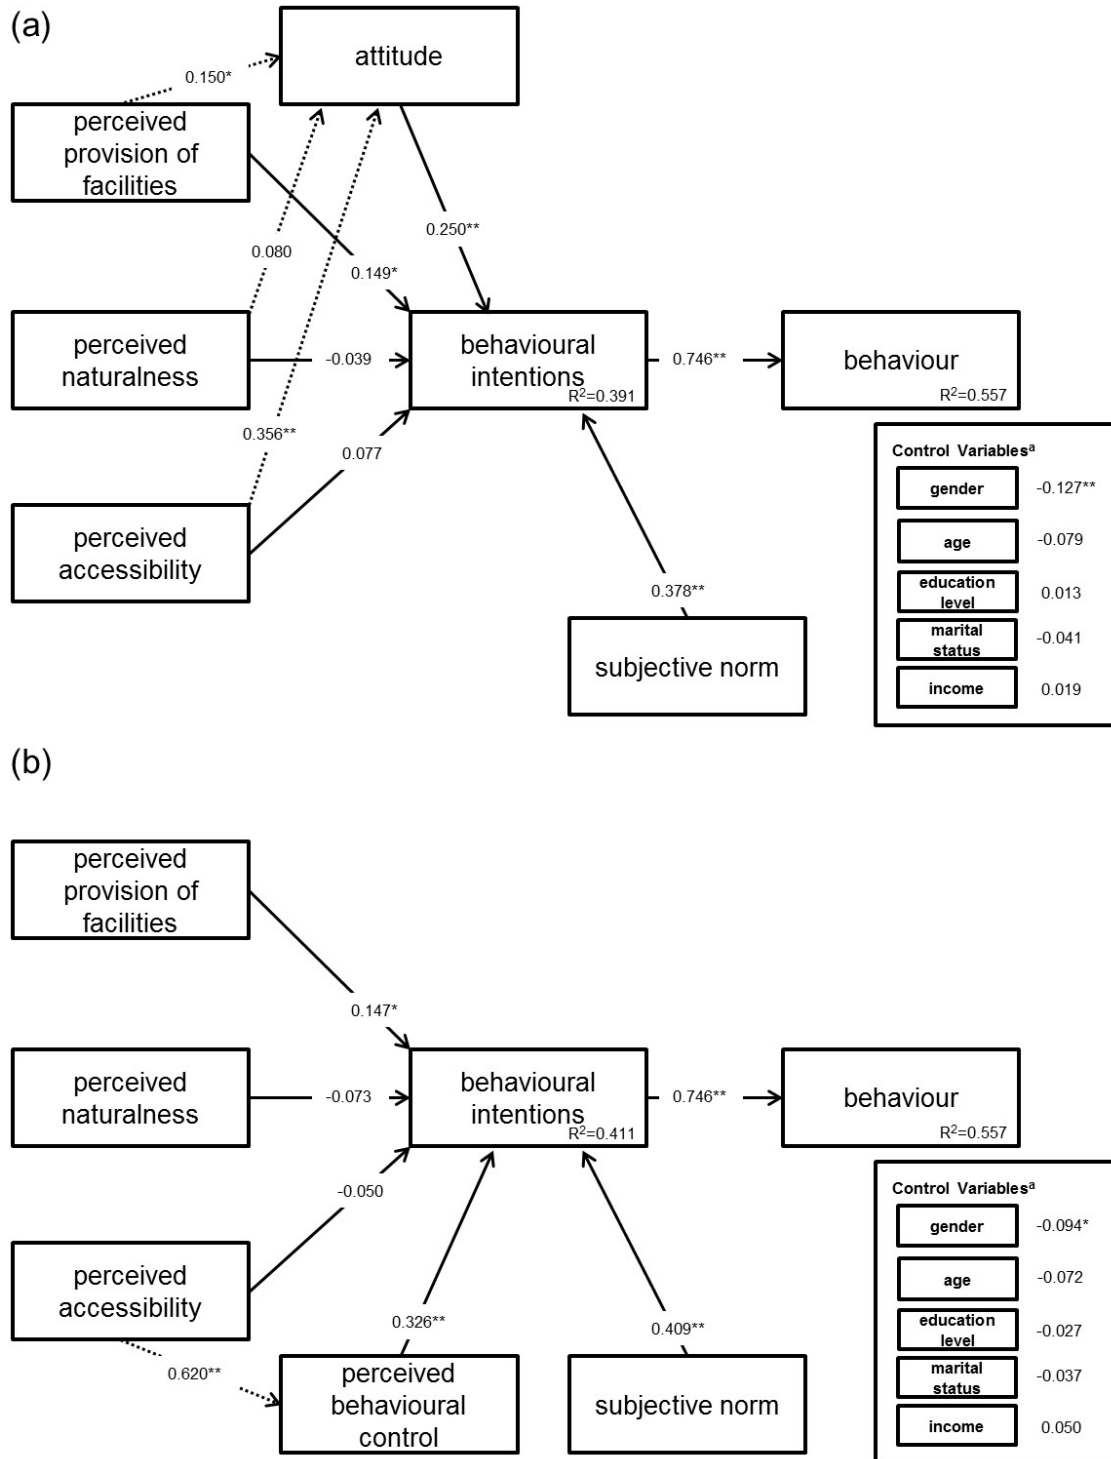 (a)
attitude
0.150*
perceived
provision of
facilities
0.250**
0.080
0.149*
perceived
naturalness
-0.039
behavioural
intentions
R²=0.391
0.746**
behaviour
R²=0.557
0.356**
0.077
perceived
accessibility
0.378**
subjective norm
Control Variablesᵃ
gender -0.127**
age -0.079
education
level 0.013
marital
status -0.041
income 0.019
(b)
perceived
provision of
facilities
0.147*
perceived
naturalness
-0.073
behavioural
intentions
R²=0.411
0.746**
behaviour
R²=0.557
-0.050
perceived
accessibility
0.326**
0.409**
0.620**
perceived
behavioural
control
subjective norm
Control Variablesᵃ
gender -0.094*
age -0.072
education
level -0.027
marital
status -0.037
income 0.050